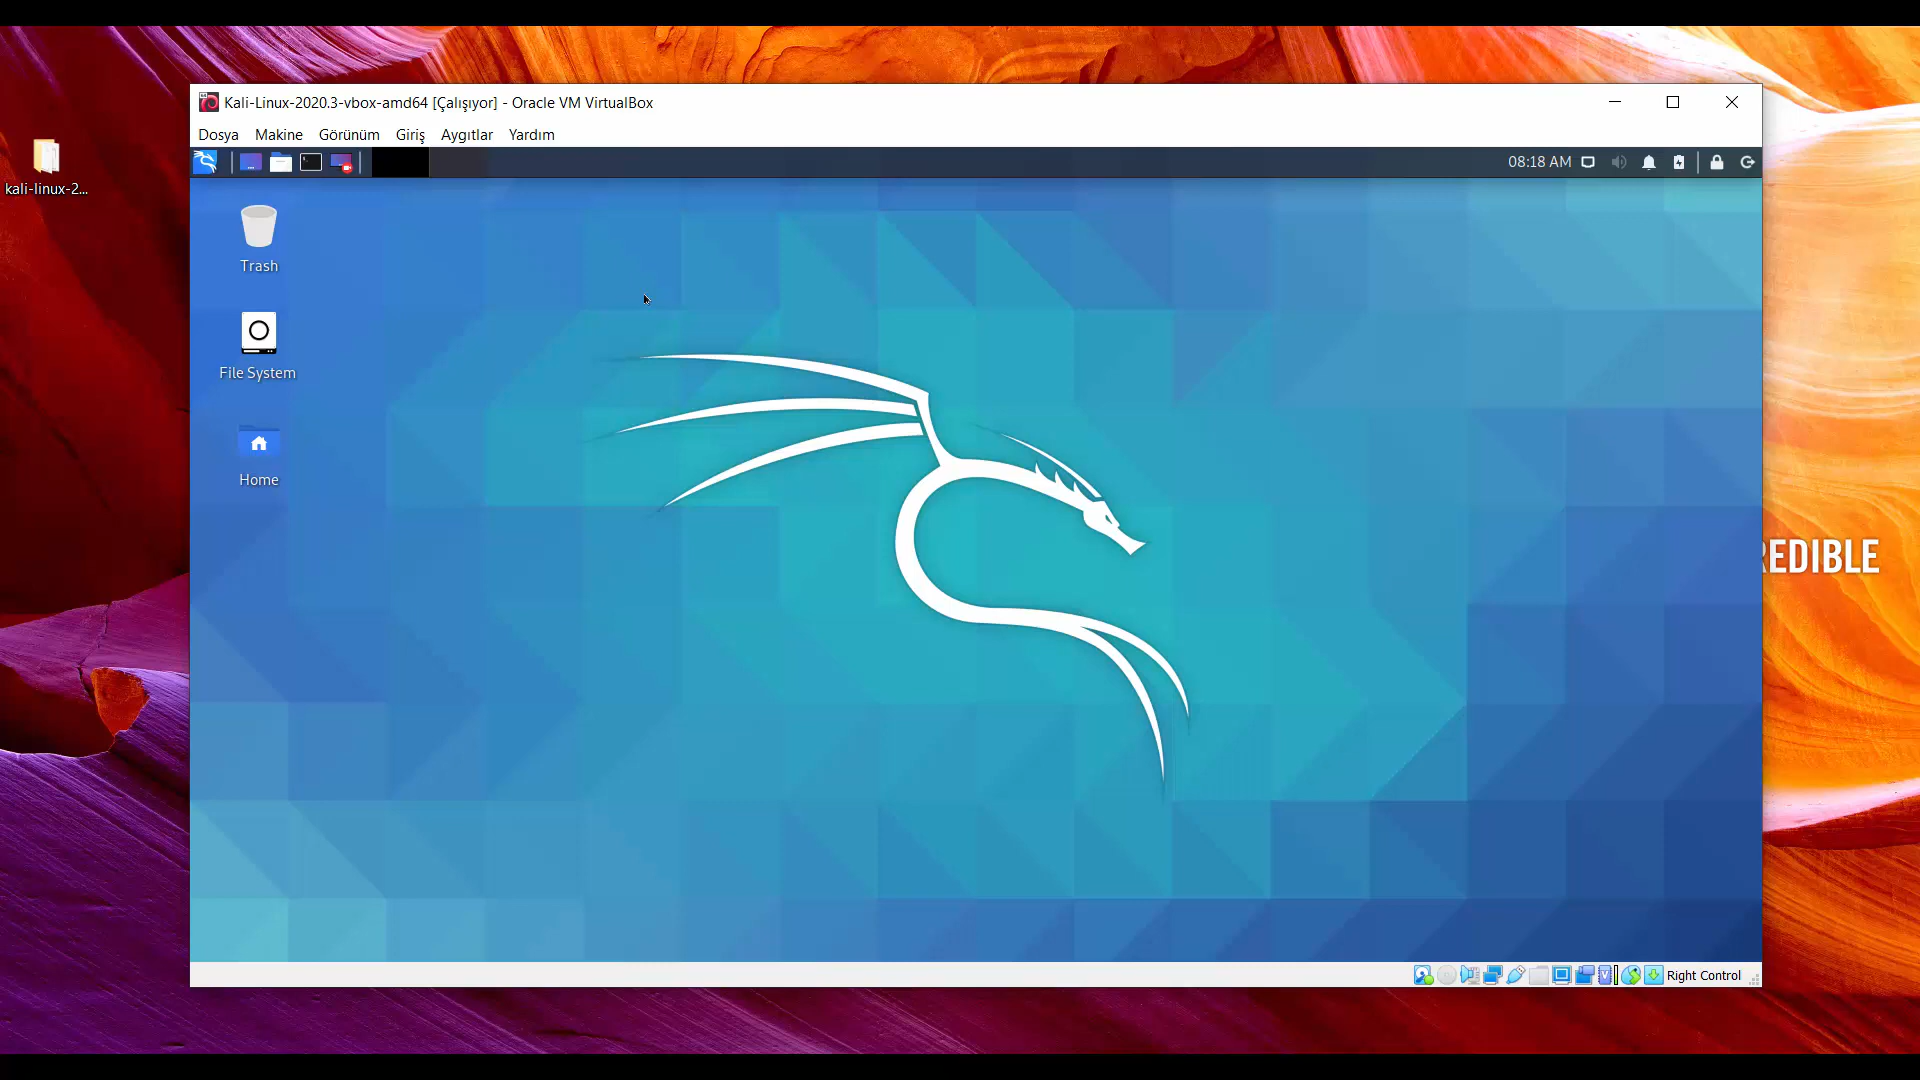 Kali-Linux-2020.3-vbox-amd64 [Çalışıyor] - Oracle VM VirtualBox
Dosya Makine Görünüm Giriş Aygıtlar Yardım
08:18 AM
kali-linux-2...
Trash
File System
Home
REDIBLE
Right Control